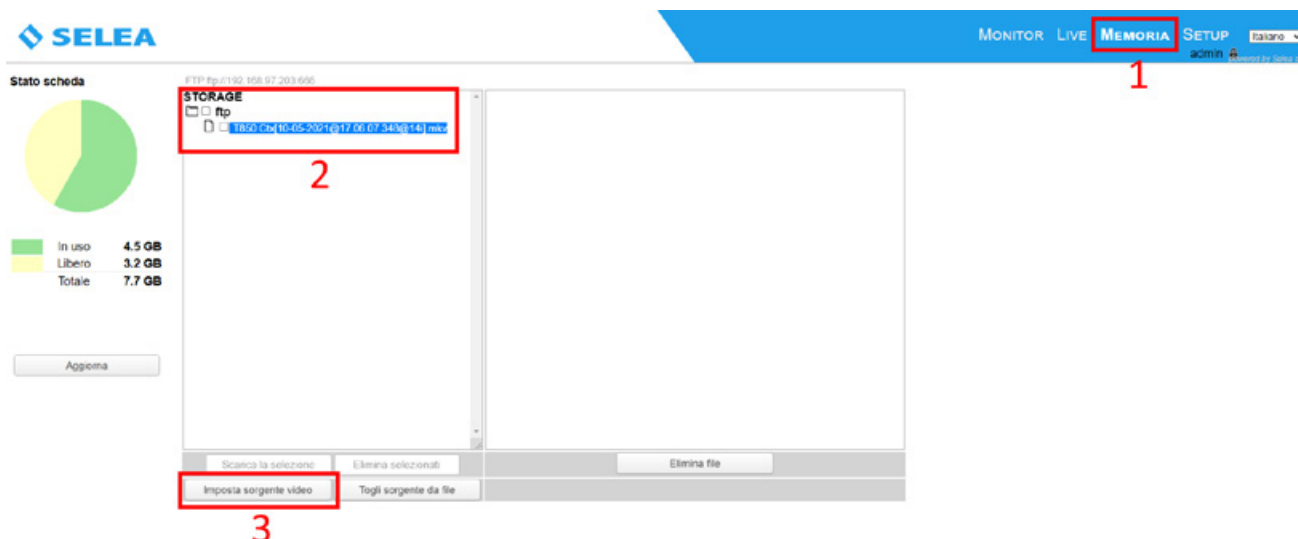 SELEA
MONITOR LIVE MEMORIA SETUP Italiano
admin
1
Stato scheda
FTP ftp://192.168.97.203:666
STORAGE
ftp
T850 Ctx[10-05-2021@17.06.07.348@14i].mkv
2
In uso 4.5 GB
Libero 3.2 GB
Totale 7.7 GB
Aggiorna
Scarica la selezione Elimina selezionati Elimina file
Imposta sorgente video Togli sorgente da file
3